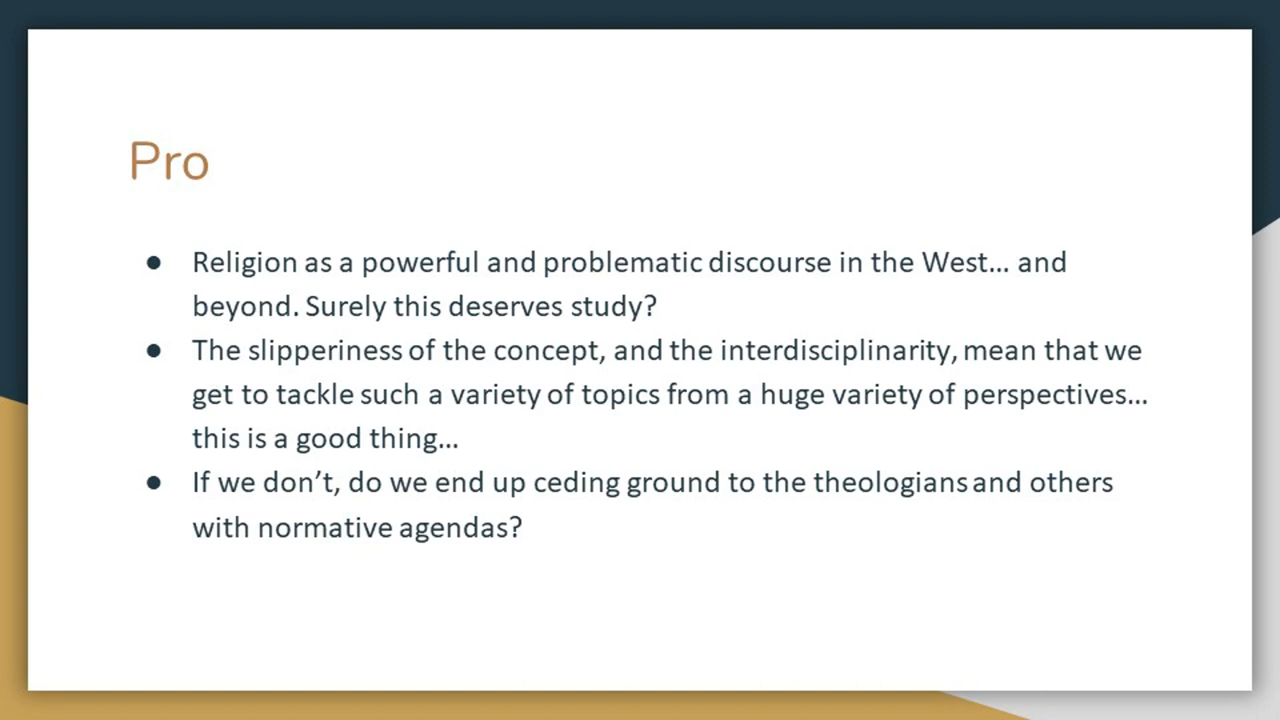 Pro
● Religion as a powerful and problematic discourse in the West... and
beyond. Surely this deserves study?
● The slipperiness of the concept, and the interdisciplinarity, mean that we
get to tackle such a variety of topics from a huge variety of perspectives...
this is a good thing...
● If we don’t, do we end up ceding ground to the theologians and others
with normative agendas?